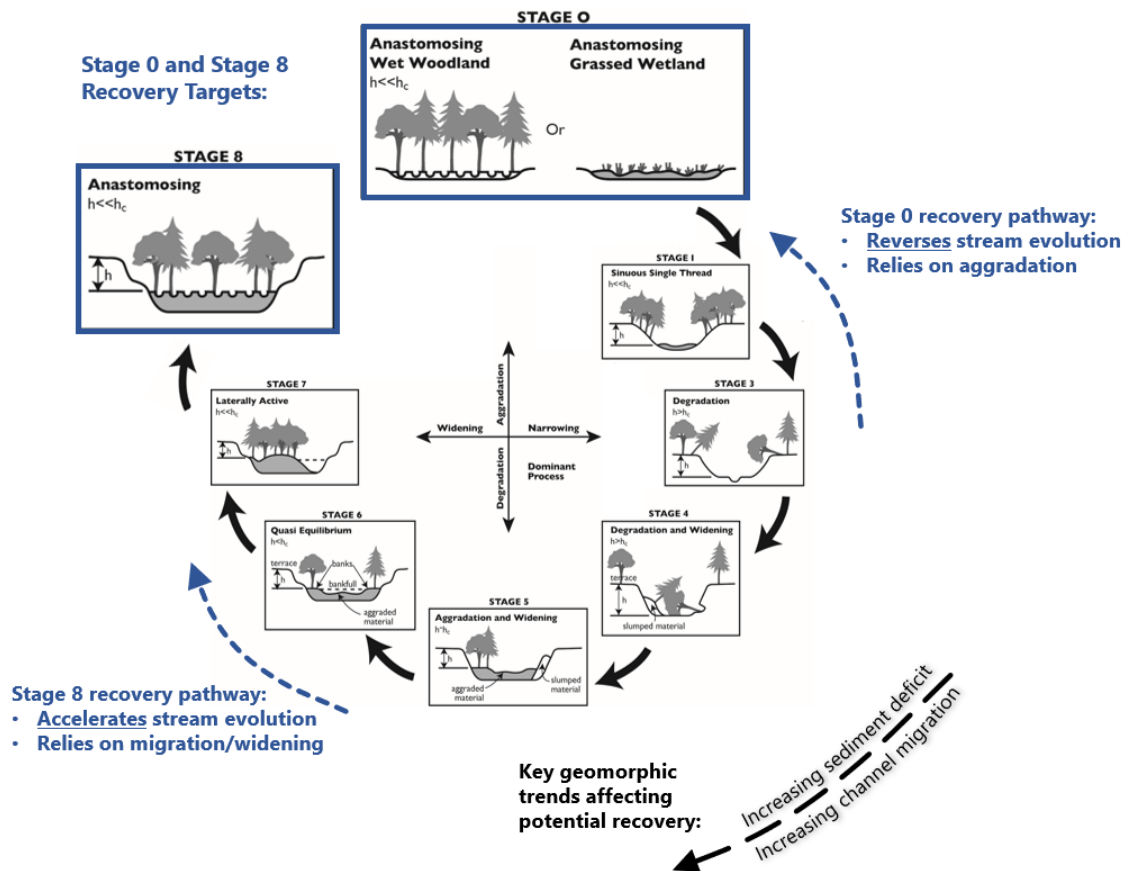 STAGE O
Anastomosing
Wet Woodland
h<<hc
Or
Anastomosing
Grassed Wetland
Stage 0 and Stage 8
Recovery Targets:
STAGE 8
Anastomosing
h<<hc
h
Stage 0 recovery pathway:
• Reverses stream evolution
• Relies on aggradation
STAGE I
Sinuous Single Thread
h<<hc
h
STAGE 3
Degradation
h>hc
h
STAGE 4
Degradation and Widening
h>hc
terrace
h
slumped material
STAGE 5
Aggradation and Widening
h~hc
h
aggraded
material
slumped
material
STAGE 6
Quasi Equilibrium
h<hc
terrace
banks
h
bankfull
aggraded
material
STAGE 7
Laterally Active
h<<hc
h
Aggradation
Widening
Narrowing
Degradation
Dominant
Process
Stage 8 recovery pathway:
• Accelerates stream evolution
• Relies on migration/widening
Key geomorphic
trends affecting
potential recovery:
Increasing sediment deficit
Increasing channel migration